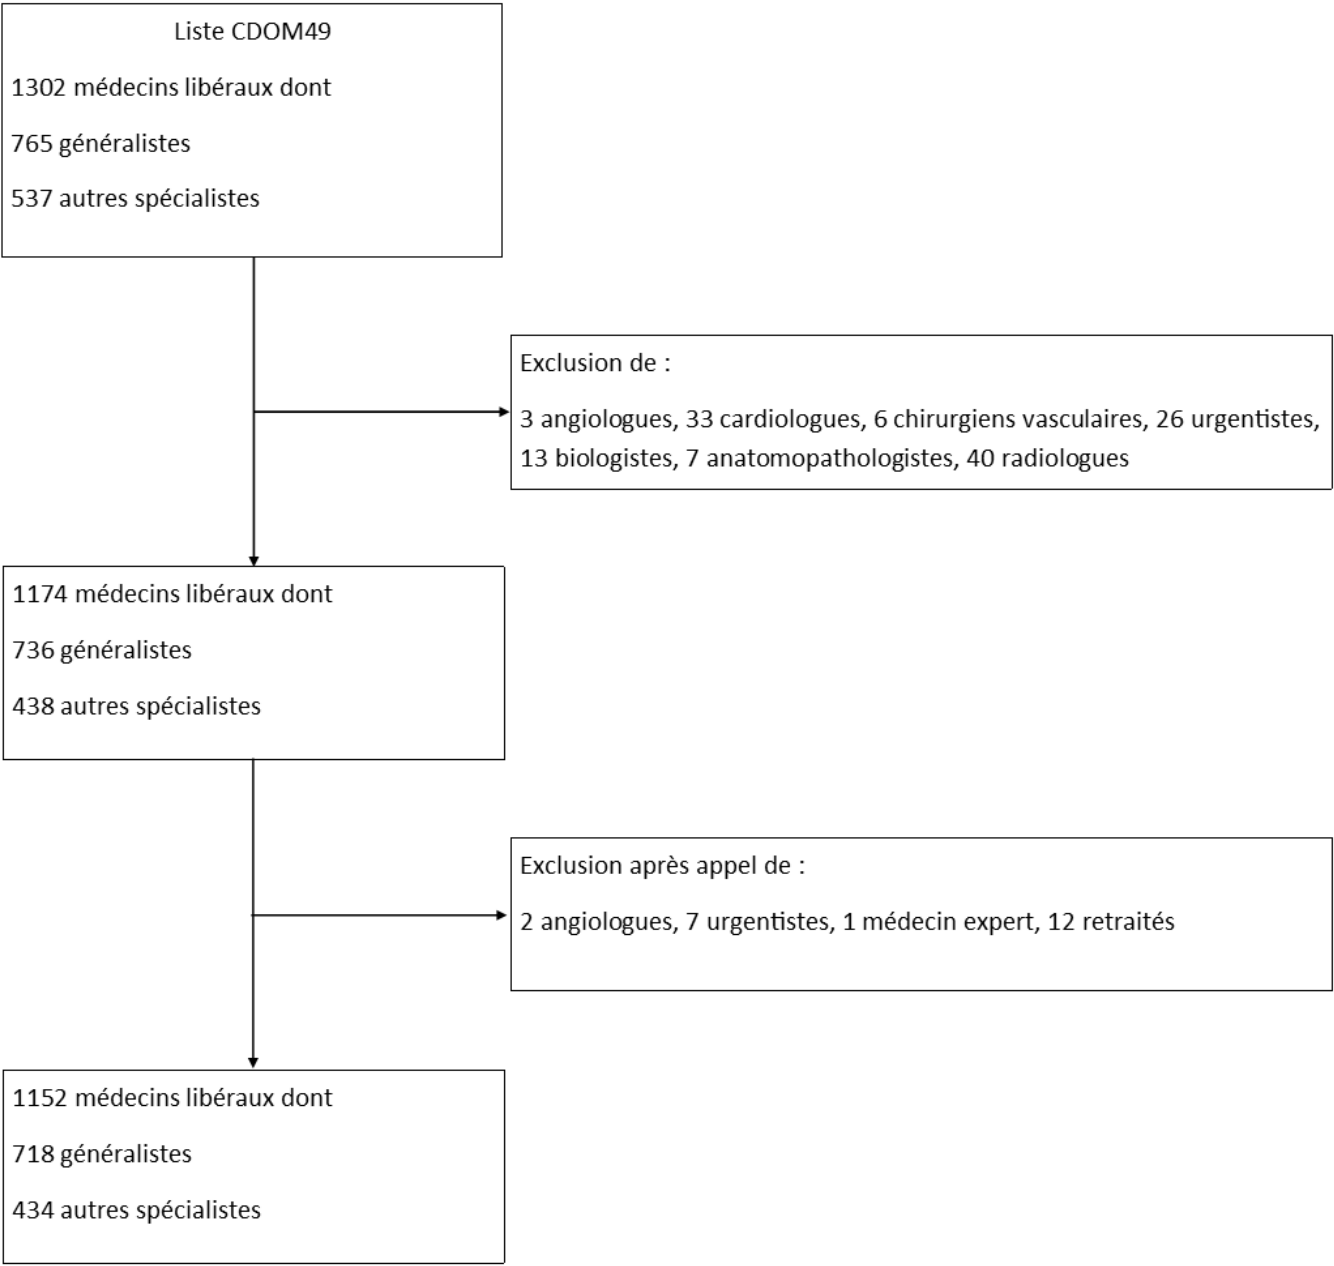 Liste CDOM49
1302 médecins libéraux dont
765 généralistes
537 autres spécialistes
Exclusion de :
3 angiologues, 33 cardiologues, 6 chirurgiens vasculaires, 26 urgentistes,
13 biologistes, 7 anatomopathologistes, 40 radiologues
1174 médecins libéraux dont
736 généralistes
438 autres spécialistes
Exclusion après appel de :
2 angiologues, 7 urgentistes, 1 médecin expert, 12 retraités
1152 médecins libéraux dont
718 généralistes
434 autres spécialistes